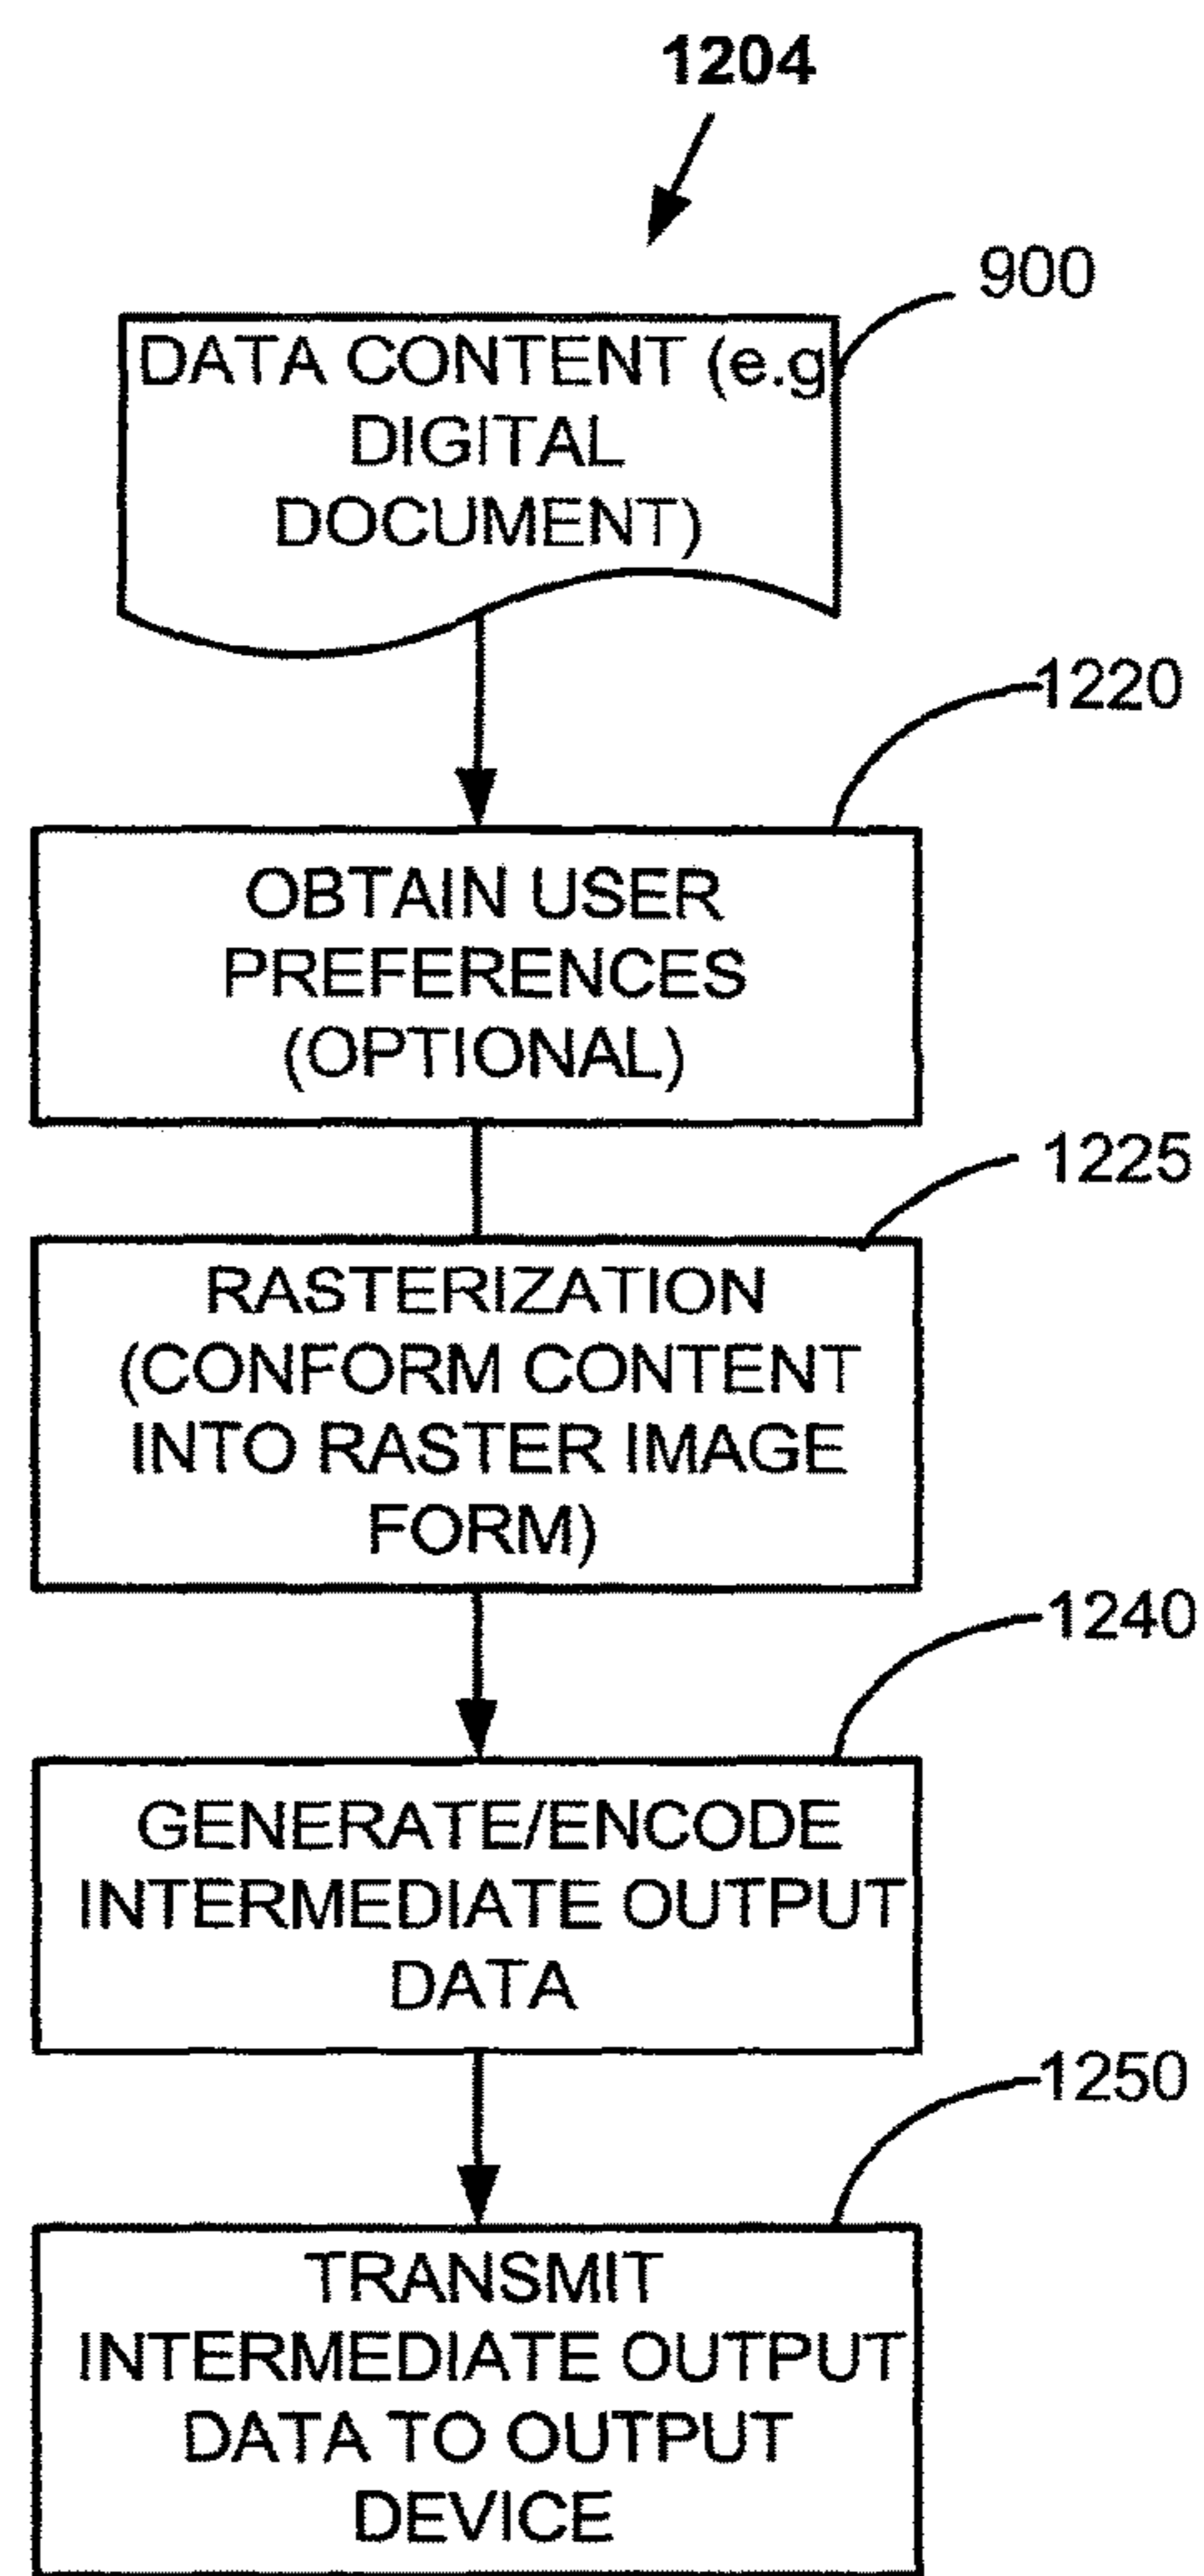 1204
900
DATA CONTENT (e.g
DIGITAL
DOCUMENT)
1220
OBTAIN USER
PREFERENCES
(OPTIONAL)
1225
RASTERIZATION
(CONFORM CONTENT
INTO RASTER IMAGE
FORM)
1240
GENERATE/ENCODE
INTERMEDIATE OUTPUT
DATA
1250
TRANSMIT
INTERMEDIATE OUTPUT
DATA TO OUTPUT
DEVICE